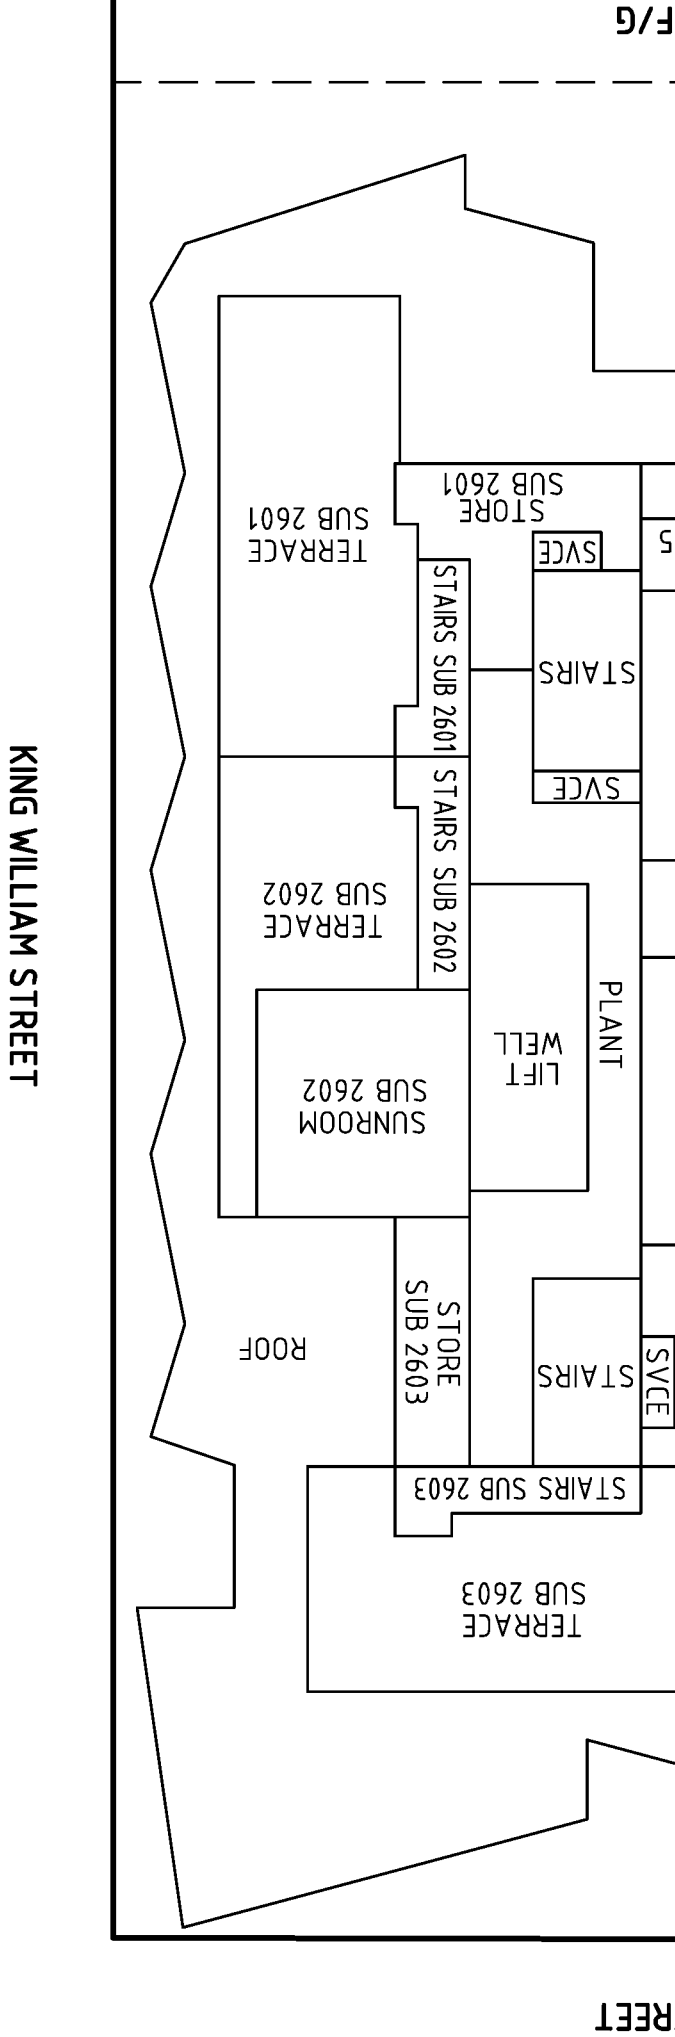 F/G
STORE
SUB 2601
TERRACE
SUB 2601
SVCE
5
STAIRS SUB 2601
STAIRS
SVCE
STAIRS SUB 2602
TERRACE
SUB 2602
KING WILLIAM STREET
PLANT
LIFT
WELL
SUNROOM
SUB 2602
STORE
SUB 2603
ROOF
STAIRS
SVCE
STAIRS SUB 2603
TERRACE
SUB 2603
REET